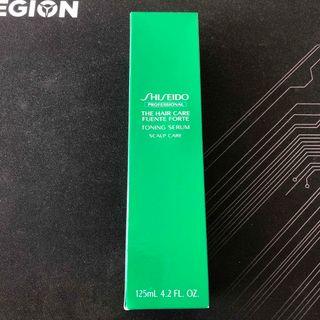 EGION
SHISEIDO
PROFESSIONAL
THE HAIR CARE
FUENTE FORTE
TONING SERUM
SCALP CARE
125mL 4.2 FL. OZ.